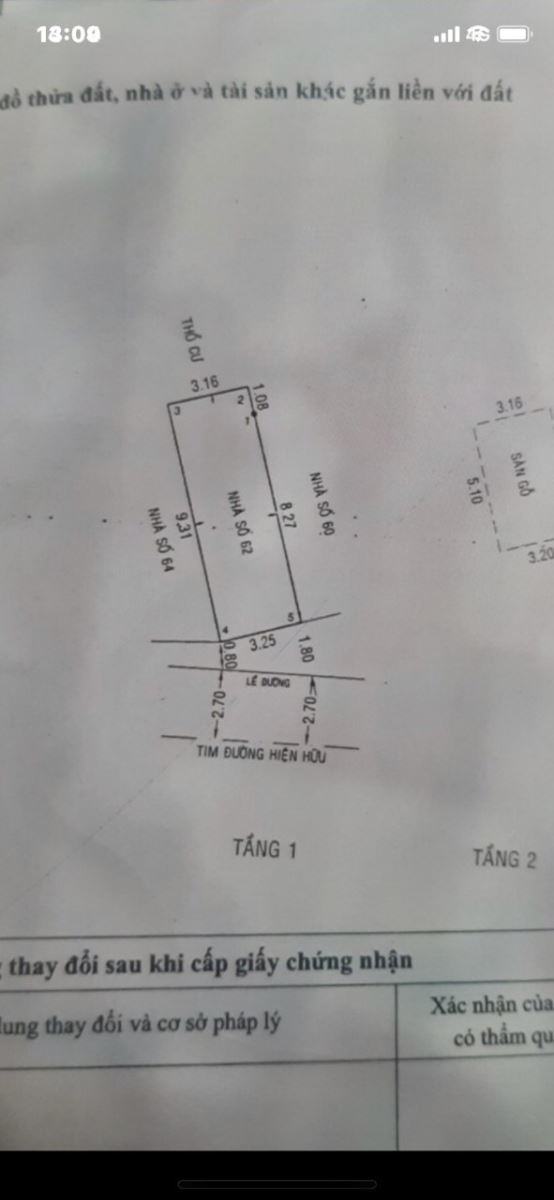 đồ thửa đất, nhà ở và tài sản khác gắn liền với đất
THỔ CƯ
3.16
3
2
1.08
1
3.16
SÀN GỖ
5.10
3.20
NHÀ SỐ 64
9.31
NHÀ SỐ 62
8.27
NHÀ SỐ 60
4
5
0.80
3.25
1.80
LỀ ĐƯỜNG
2.70
2.70
TIM ĐƯỜNG HIỆN HỮU
TẦNG 1
TẦNG 2
thay đổi sau khi cấp giấy chứng nhận
dung thay đổi và cơ sở pháp lý
Xác nhận của
có thẩm qu